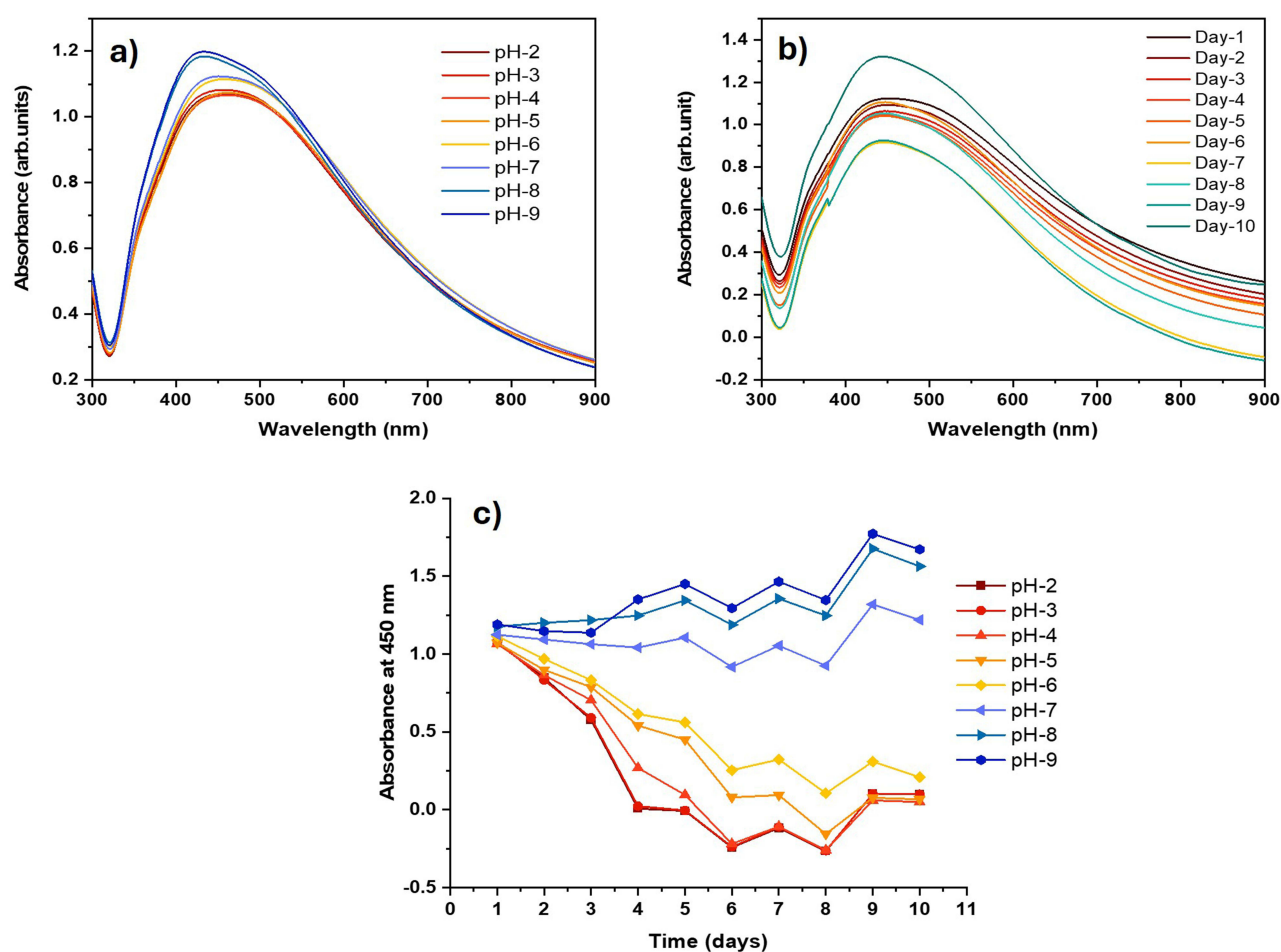 a)
pH-2
pH-3
pH-4
pH-5
pH-6
pH-7
pH-8
pH-9
Absorbance (arb.units)
1.2
1.0
0.8
0.6
0.4
0.2
300 400 500 600 700 800 900
Wavelength (nm)
b)
Day-1
Day-2
Day-3
Day-4
Day-5
Day-6
Day-7
Day-8
Day-9
Day-10
Absorbance (arb.unit)
1.4
1.2
1.0
0.8
0.6
0.4
0.2
0.0
-0.2
300 400 500 600 700 800 900
Wavelength (nm)
c)
Absorbance at 450 nm
2.0
1.5
1.0
0.5
0.0
-0.5
0 1 2 3 4 5 6 7 8 9 10 11
Time (days)
pH-2
pH-3
pH-4
pH-5
pH-6
pH-7
pH-8
pH-9